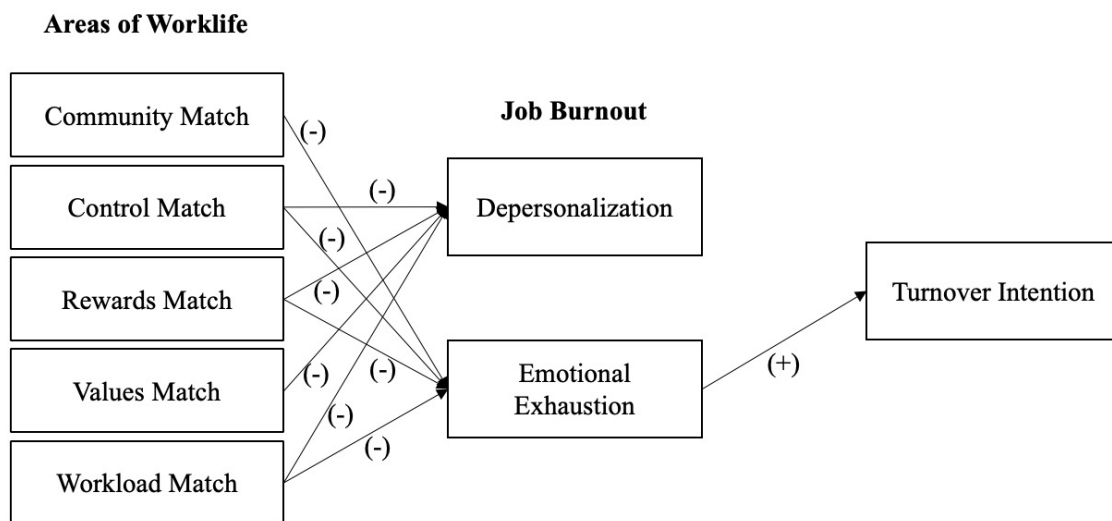 Areas of Worklife
Community Match
Control Match
Rewards Match
Values Match
Workload Match
(-)
(-)
(-)
(-)
(-)
(-)
(-)
(-)
Job Burnout
Depersonalization
Emotional
Exhaustion
(+)
Turnover Intention